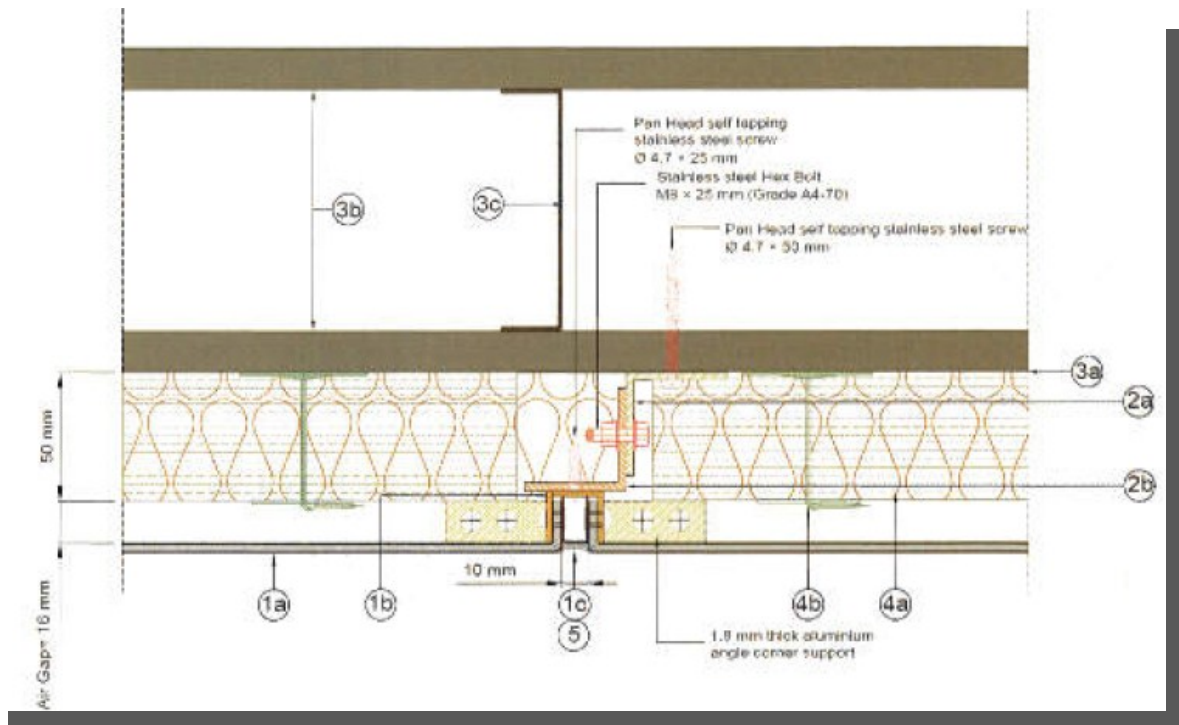 Pan Head self tapping
stainless steel screw
Ø 4.7 × 25 mm
Stainless steel Hex Bolt
M8 × 25 mm (Grade A4-70)
Pan Head self tapping stainless steel screw
Ø 4.7 × 50 mm
3b
3c
3a
2a
50 mm
2b
10 mm
1a
1b
1c
4b
4a
5
Air Gap= 16 mm
1.8 mm thick aluminium
angle corner support